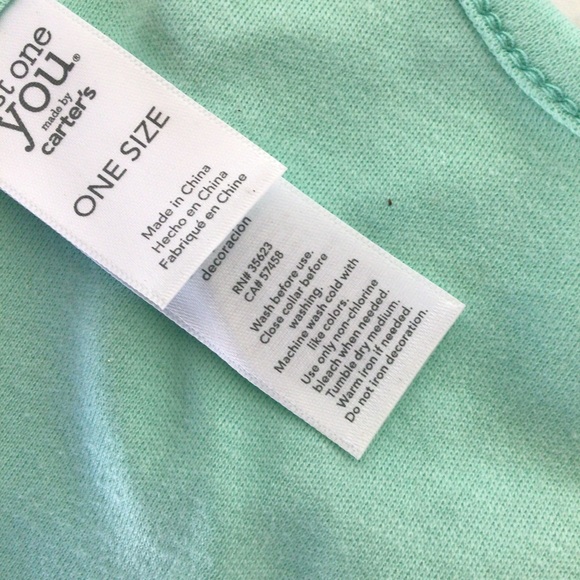 one
you®
made by
carter's
ONE SIZE
Made in China
Hecho en China
Fabriqué en Chine
decoración
RN# 35623
CA# 57458
Wash before use.
Close collar before
washing.
Machine wash cold with
like colors.
Use only non-chlorine
bleach when needed.
Tumble dry medium.
Warm iron if needed.
Do not iron decoration.